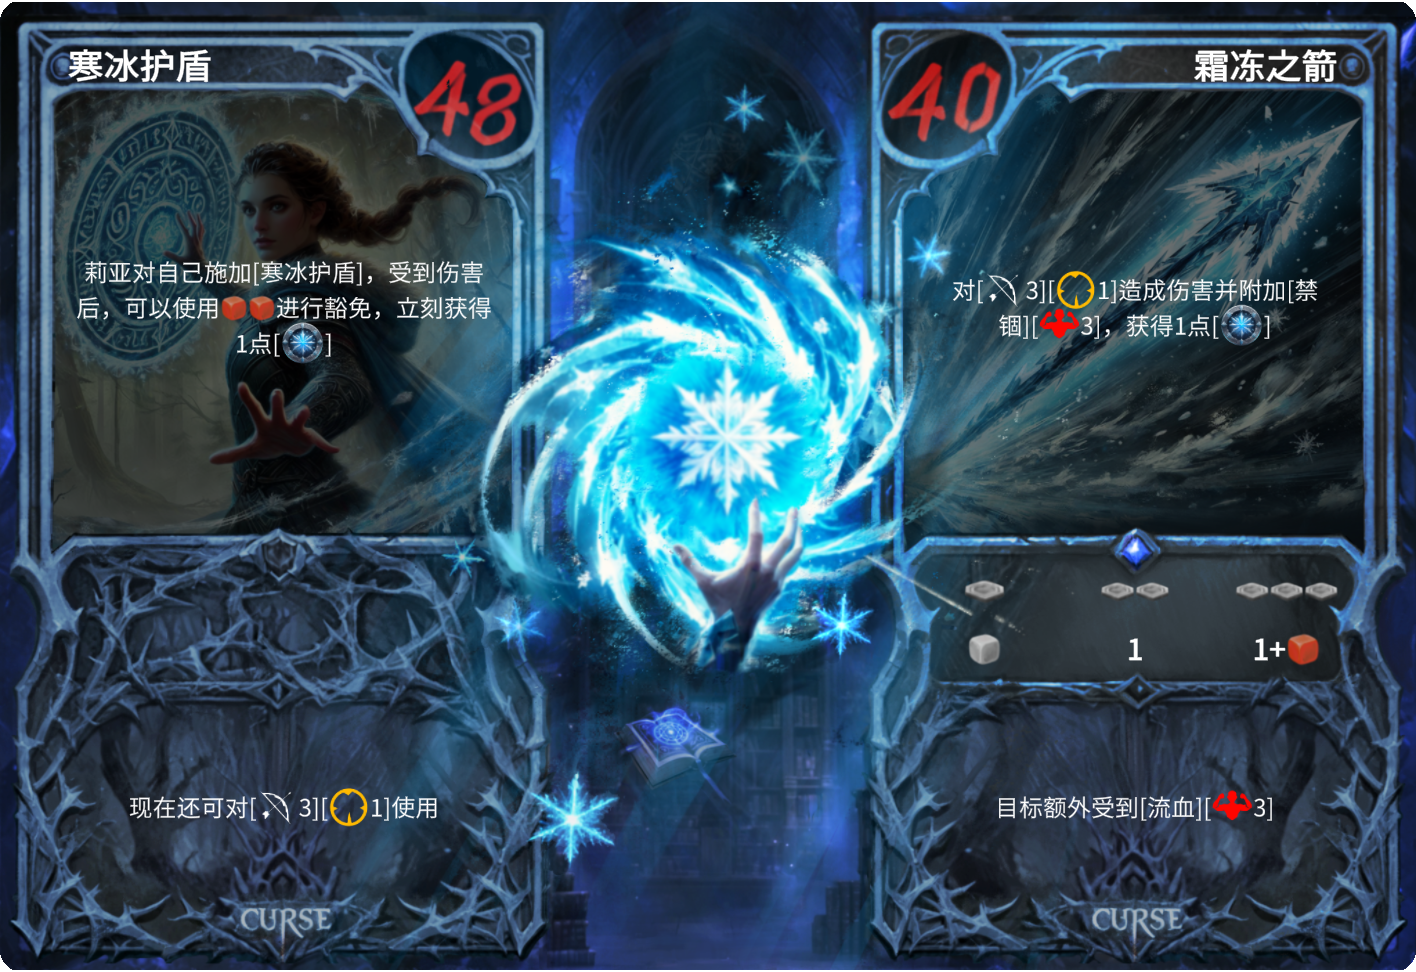 寒冰护盾
48
莉亚对自己施加[寒冰护盾]，受到伤害
后，可以使用进行豁免，立刻获得
1点[]
现在还可对[3][1]使用
CURSE
40
霜冻之箭
对[3][1]造成伤害并附加[禁
锢][3]，获得1点[]
1
1+
目标额外受到[流血][3]
CURSE